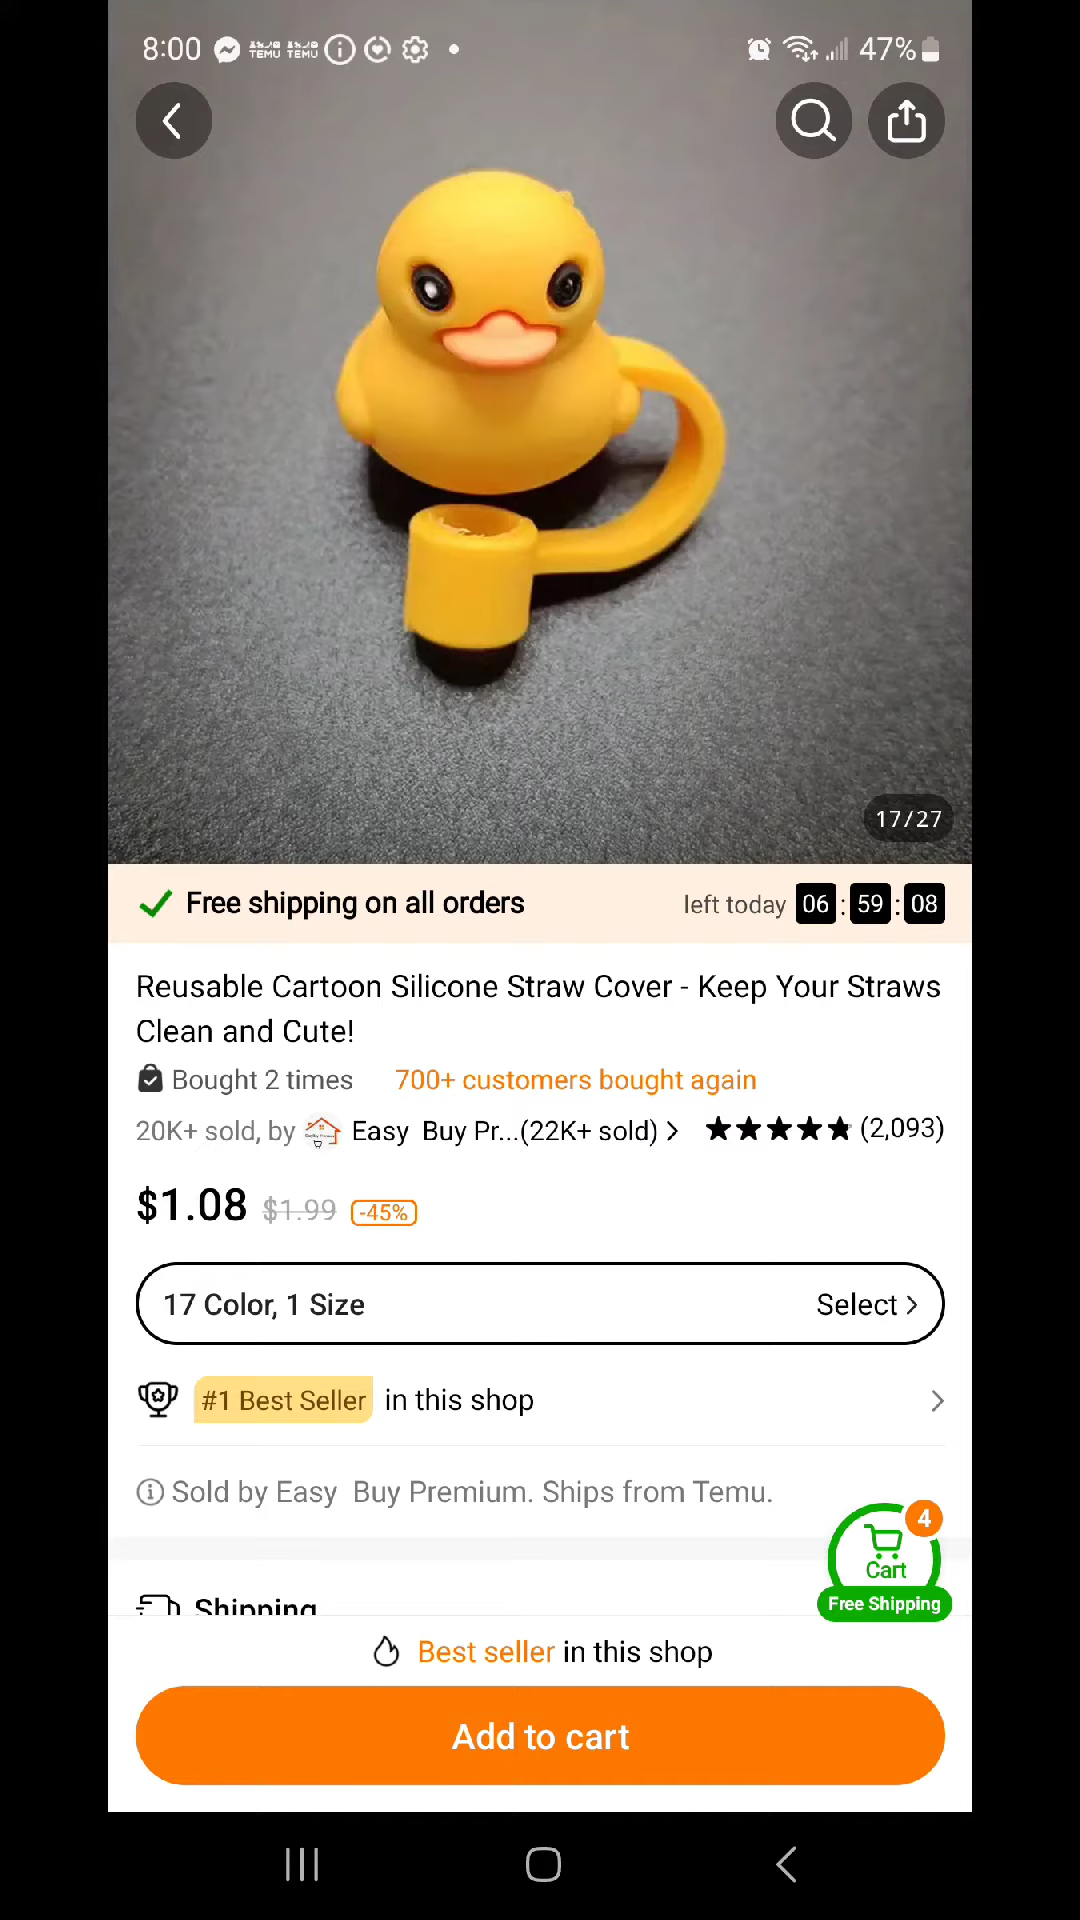 8:00 TEMU TEMU 47%
17/27
Free shipping on all orders left today 06:59:08
Reusable Cartoon Silicone Straw Cover - Keep Your Straws
Clean and Cute!
Bought 2 times 700+ customers bought again
20K+ sold, by Easy Buy Pr...(22K+ sold) > (2,093)
$1.08 $1.99 -45%
17 Color, 1 Size Select >
#1 Best Seller in this shop >
Sold by Easy Buy Premium. Ships from Temu.
4
Cart
Free Shipping
Shipping
Best seller in this shop
Add to cart